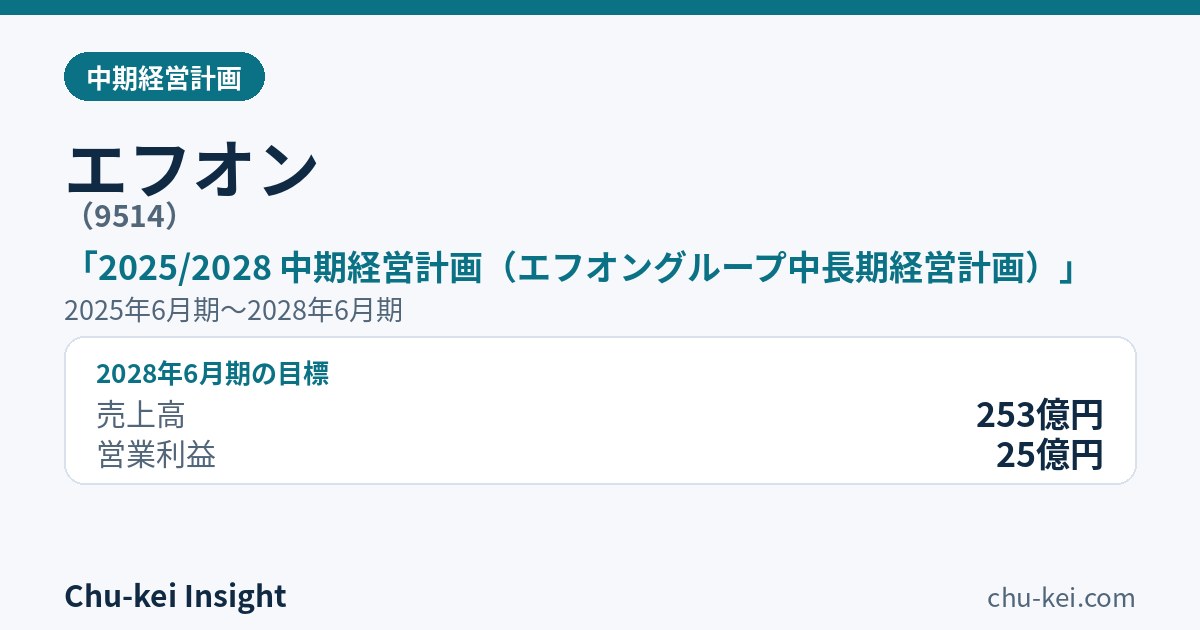 中期経営計画
エフオン
（9514）
「2025/2028 中期経営計画（エフオングループ中長期経営計画）」
2025年6月期～2028年6月期
2028年6月期の目標
売上高 253億円
営業利益 25億円
Chu-kei Insight chu-kei.com